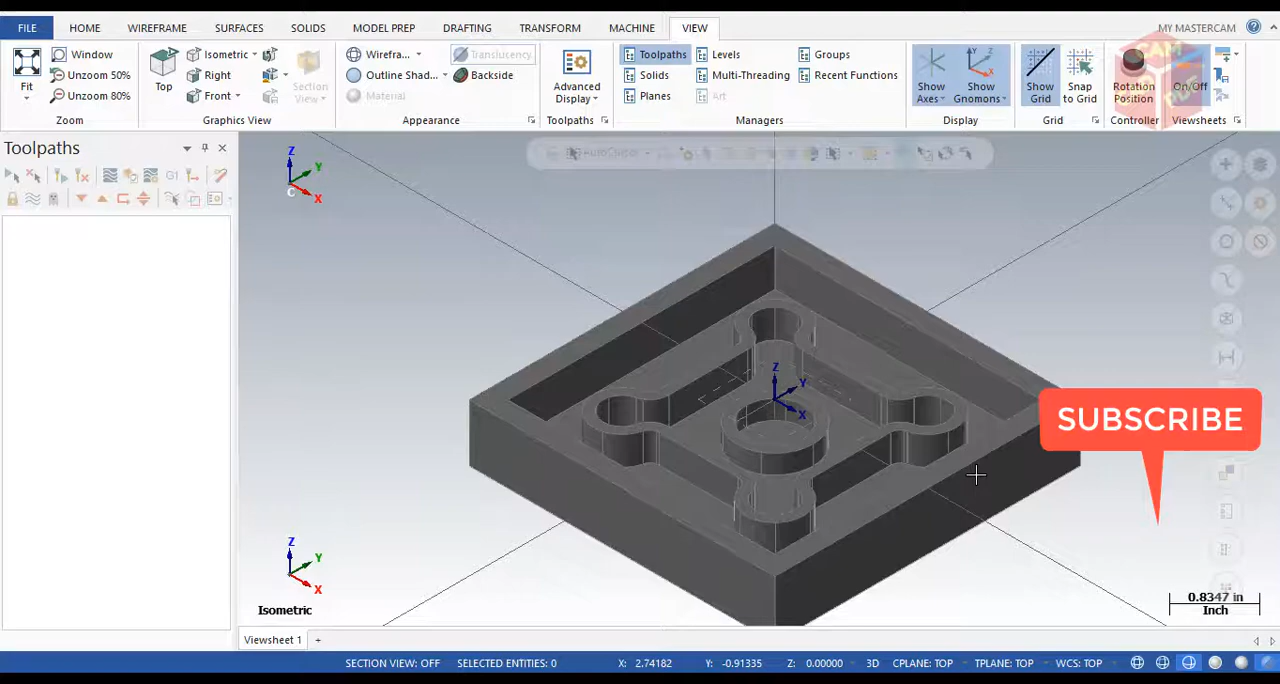 FILE HOME WIREFRAME SURFACES SOLIDS MODEL PREP DRAFTING TRANSFORM MACHINE VIEW MY MASTERCAM
Fit
Window
Unzoom 50%
Unzoom 80%
Zoom
Top
Isometric
Right
Front
Section
View
Graphics View
Wirefra...
Outline Shad...
Material
Translucency
Backside
Appearance
Advanced
Display
Toolpaths
Toolpaths
Solids
Planes
Levels
Multi-Threading
Art
Groups
Recent Functions
Managers
Show
Axes
Show
Gnomons
Display
Show
Grid
Snap
to Grid
Grid
Rotation
Position
Controller
On/Off
Viewsheets
CAM
Toolpaths
G1
AutoCursor
Z
Y
X
C
Z
Y
X
SUBSCRIBE
Z
Y
X
Isometric
0.8347 in
Inch
Viewsheet 1 +
SECTION VIEW: OFF SELECTED ENTITIES: 0 X: 2.74182 Y: -0.91335 Z: 0.00000 3D CPLANE: TOP TPLANE: TOP WCS: TOP